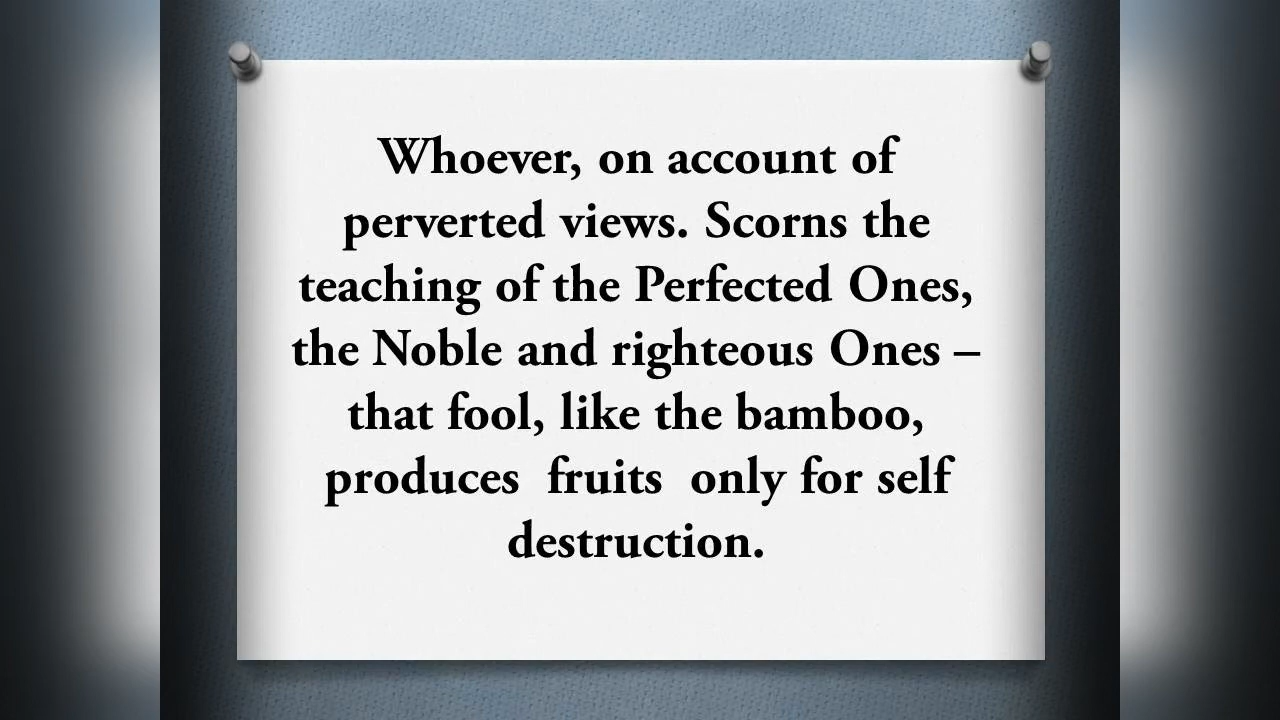 Whoever, on account of
perverted views. Scorns the
teaching of the Perfected Ones,
the Noble and righteous Ones –
that fool, like the bamboo,
produces  fruits  only for self
destruction.